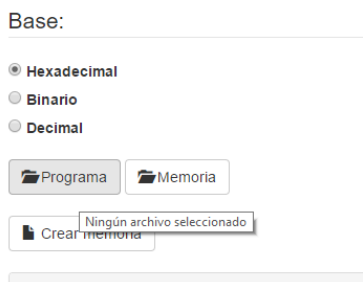 Base:
Hexadecimal
Binario
Decimal
Programa Memoria
Ningún archivo seleccionado
Crear memoria